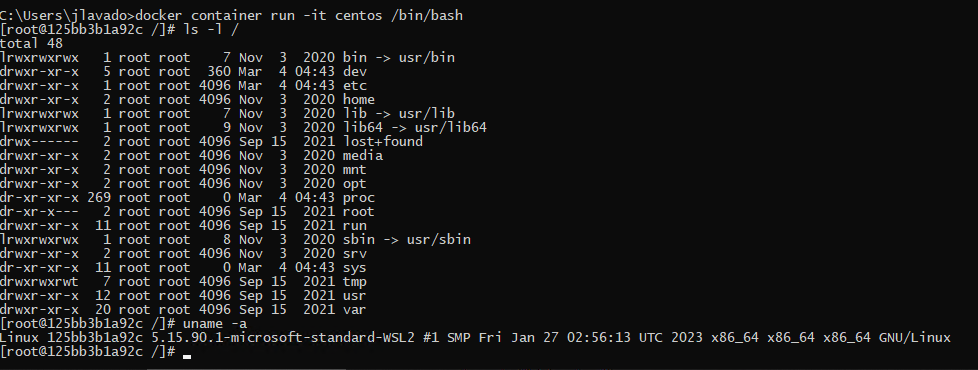 C:\Users\jlavado>docker container run -it centos /bin/bash
[root@125bb3b1a92c /]# ls -l /
total 48
lrwxrwxrwx   1 root root    7 Nov  3  2020 bin -> usr/bin
drwxr-xr-x   5 root root  360 Mar  4 04:43 dev
drwxr-xr-x   1 root root 4096 Mar  4 04:43 etc
drwxr-xr-x   2 root root 4096 Nov  3  2020 home
lrwxrwxrwx   1 root root    7 Nov  3  2020 lib -> usr/lib
lrwxrwxrwx   1 root root    9 Nov  3  2020 lib64 -> usr/lib64
drwx------   2 root root 4096 Sep 15  2021 lost+found
drwxr-xr-x   2 root root 4096 Nov  3  2020 media
drwxr-xr-x   2 root root 4096 Nov  3  2020 mnt
drwxr-xr-x   2 root root 4096 Nov  3  2020 opt
dr-xr-xr-x 269 root root    0 Mar  4 04:43 proc
dr-xr-x---   2 root root 4096 Sep 15  2021 root
drwxr-xr-x  11 root root 4096 Sep 15  2021 run
lrwxrwxrwx   1 root root    8 Nov  3  2020 sbin -> usr/sbin
drwxr-xr-x   2 root root 4096 Nov  3  2020 srv
dr-xr-xr-x  11 root root    0 Mar  4 04:43 sys
drwxrwxrwt   7 root root 4096 Sep 15  2021 tmp
drwxr-xr-x  12 root root 4096 Sep 15  2021 usr
drwxr-xr-x  20 root root 4096 Sep 15  2021 var
[root@125bb3b1a92c /]# uname -a
Linux 125bb3b1a92c 5.15.90.1-microsoft-standard-WSL2 #1 SMP Fri Jan 27 02:56:13 UTC 2023 x86_64 x86_64 x86_64 GNU/Linux
[root@125bb3b1a92c /]#